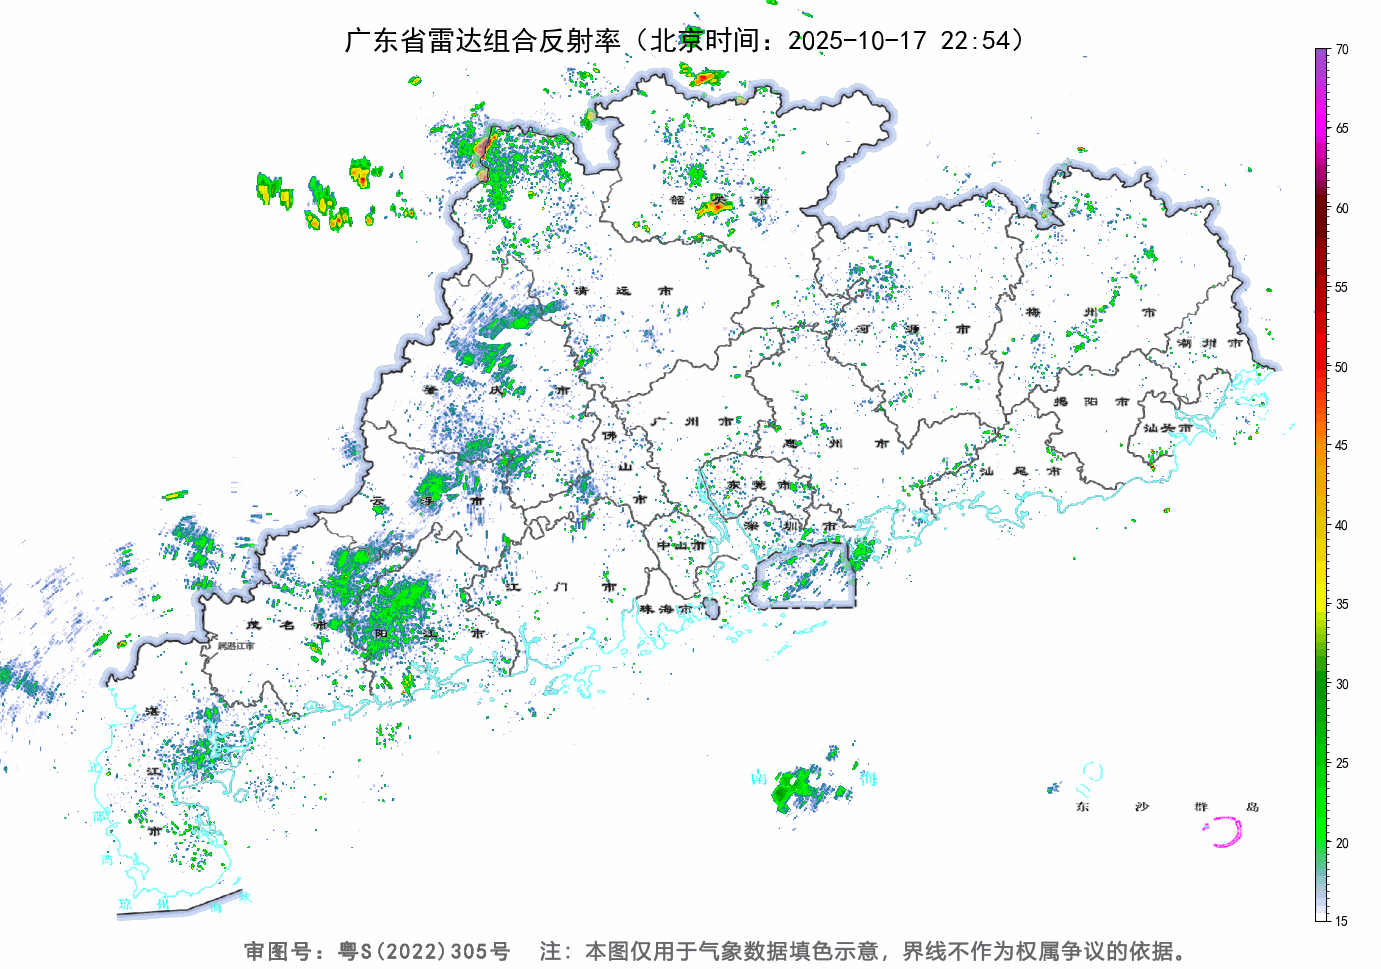 广东省雷达组合反射率（北京时间：2025-10-17 22:54）
70
65
60
55
50
45
40
35
30
25
20
15
韶关市
清远市
河源市
梅州市
潮州市
肇庆市
广州市
揭阳市
佛山市
惠州市
汕头市
云浮市
东莞市
汕尾市
深圳市
中山市
江门市
珠海市
茂名市
阳江市
属湛江市
湛江市
南海
东沙群岛
北部湾
琼州海峡
审图号：粤S(2022)305号 注：本图仅用于气象数据填色示意，界线不作为权属争议的依据。